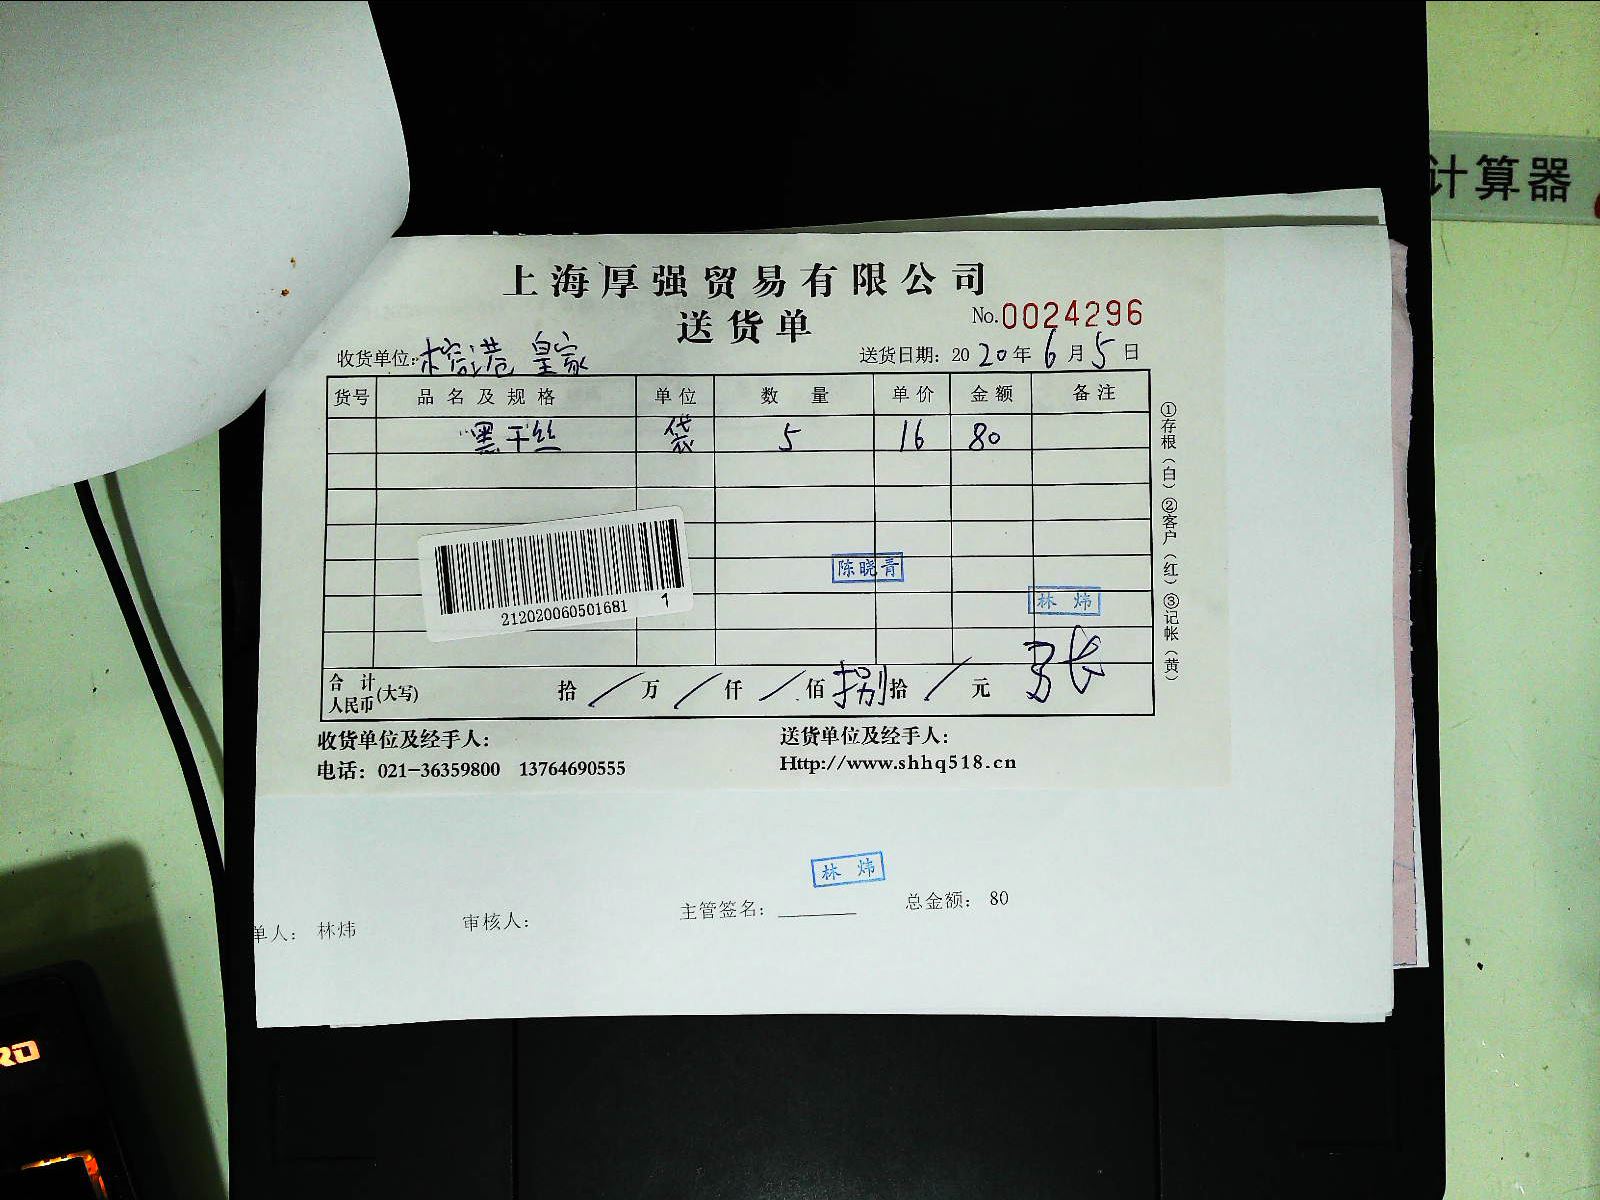 计算器
上海厚强贸易有限公司
送货单
No.0024296
收货单位:榕港 皇家
送货日期: 2020年6月5日
货号 品名及规格 单位 数量 单价 金额 备注
黑干丝 袋 5 16 80
①存根(白)②客户(红)③记帐(黄)
212020060501681 1
陈晓青
林炜
合计人民币(大写) 拾/万/仟/佰捌拾/元
收货单位及经手人:
送货单位及经手人:
电话: 021-36359800 13764690555
Http://www.shhq518.cn
林炜
单人: 林炜 审核人: 主管签名: 总金额: 80
RO